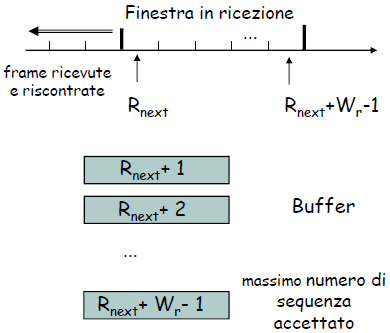 Finestra in ricezione
...
frame ricevute
e riscontrate
Rnext
Rnext+Wr-1
Rnext+ 1
Rnext+ 2
Buffer
...
Rnext+ Wr- 1
massimo numero di
sequenza
accettato